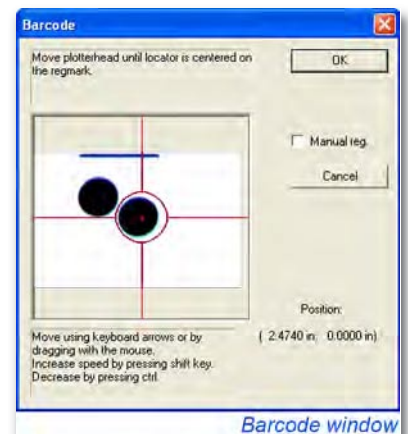 Barcode
Move plotterhead until locator is centered on
the regmark.
OK
Manual reg.
Cancel
Position:
( 2.4740 in, 0.0000 in)
Move using keyboard arrows or by
dragging with the mouse.
Increase speed by pressing shift key.
Decrease by pressing ctrl.
Barcode window